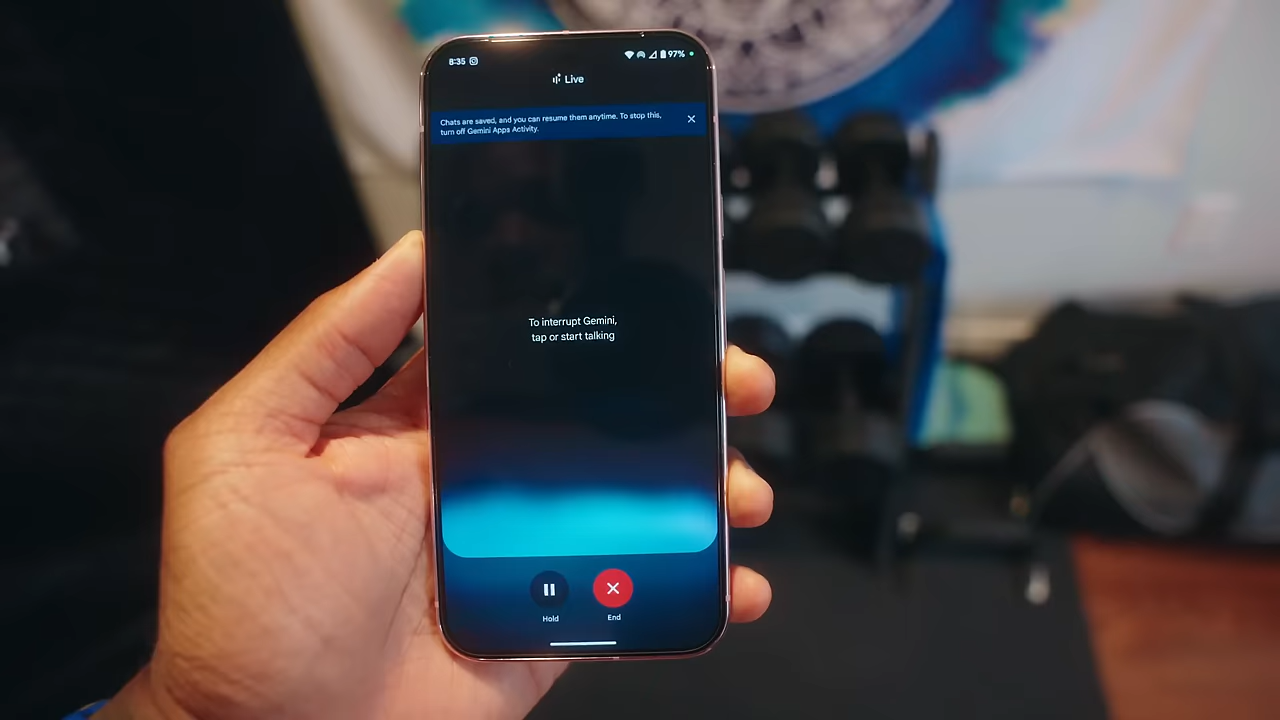 8:35
97%
Live
Chats are saved, and you can resume them anytime. To stop this,
turn off Gemini Apps Activity.
To interrupt Gemini,
tap or start talking
Hold
End